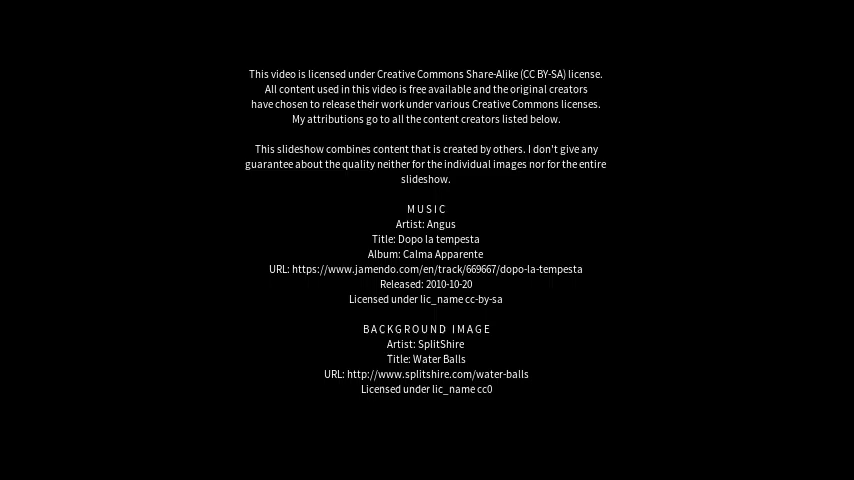 This video is licensed under Creative Commons Share-Alike (CC BY-SA) license.
All content used in this video is free available and the original creators
have chosen to release their work under various Creative Commons licenses.
My attributions go to all the content creators listed below.
This slideshow combines content that is created by others. I don't give any
guarantee about the quality neither for the individual images nor for the entire
slideshow.
MUSIC
Artist: Angus
Title: Dopo la tempesta
Album: Calma Apparente
URL: https://www.jamendo.com/en/track/669667/dopo-la-tempesta
Released: 2010-10-20
Licensed under lic_name cc-by-sa
BACKGROUND IMAGE
Artist: SplitShire
Title: Water Balls
URL: http://www.splitshire.com/water-balls
Licensed under lic_name cc0